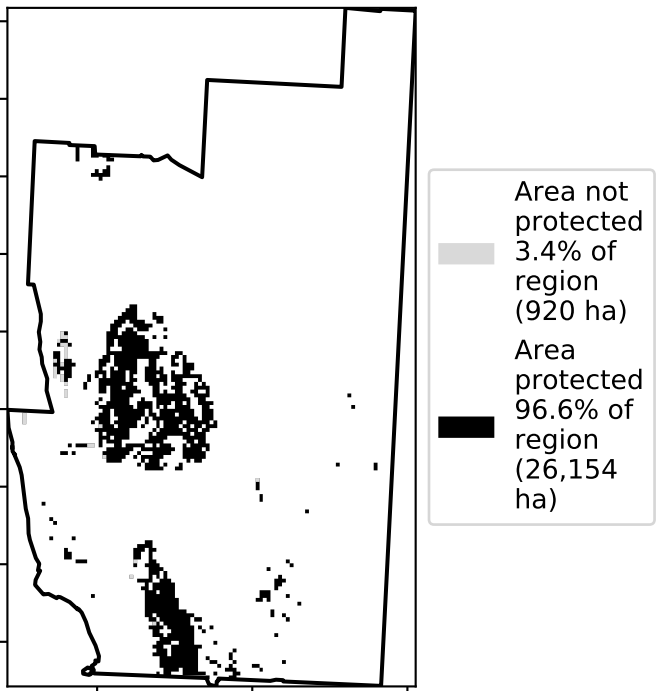 Area not
protected
3.4% of
region
(920 ha)
Area
protected
96.6% of
region
(26,154
ha)